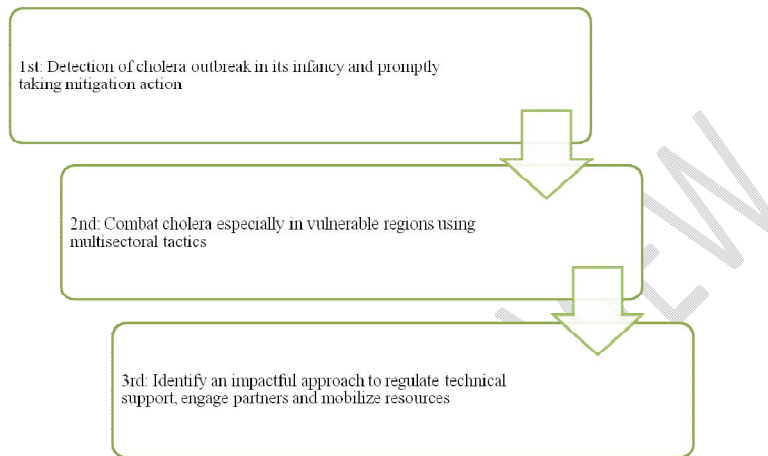 1st: Detection of cholera outbreak in its infancy and promptly
taking mitigation action
2nd: Combat cholera especially in vulnerable regions using
multisectoral tactics
3rd: Identify an impactful approach to regulate technical
support, engage partners and mobilize resources